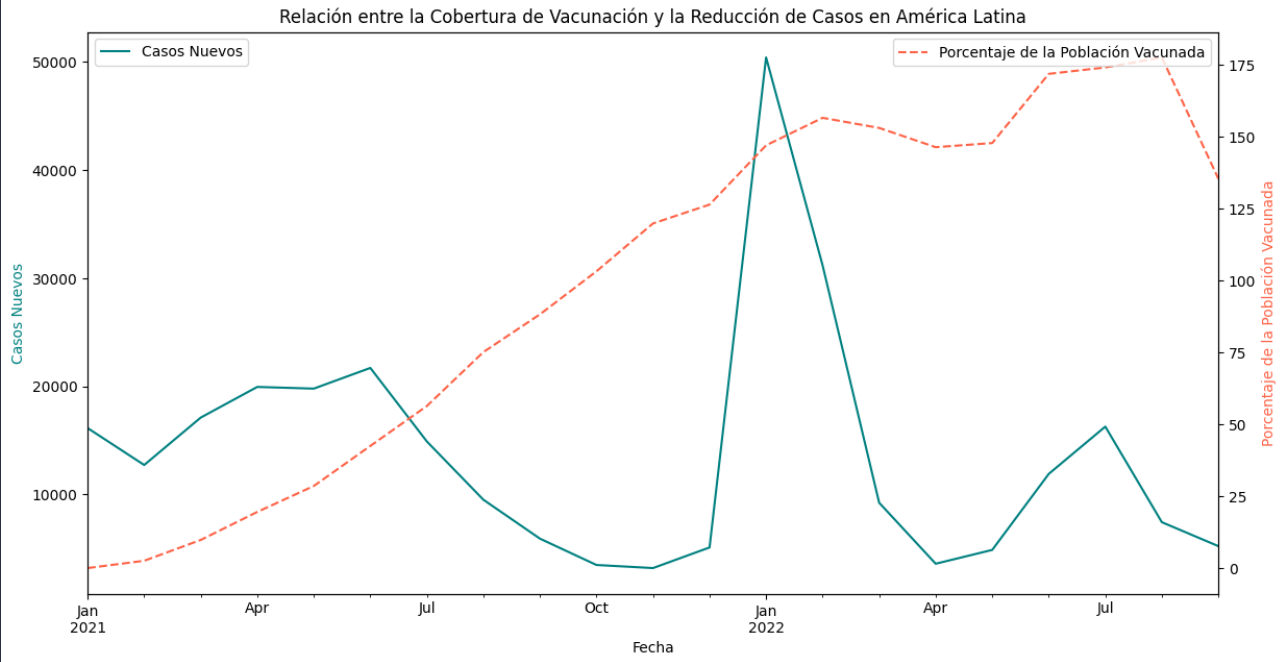 Relación entre la Cobertura de Vacunación y la Reducción de Casos en América Latina
Casos Nuevos
Porcentaje de la Población Vacunada
50000
40000
30000
20000
10000
Casos Nuevos
175
150
125
100
75
50
25
0
Porcentaje de la Población Vacunada
Jan
2021
Apr
Jul
Oct
Jan
2022
Apr
Jul
Fecha